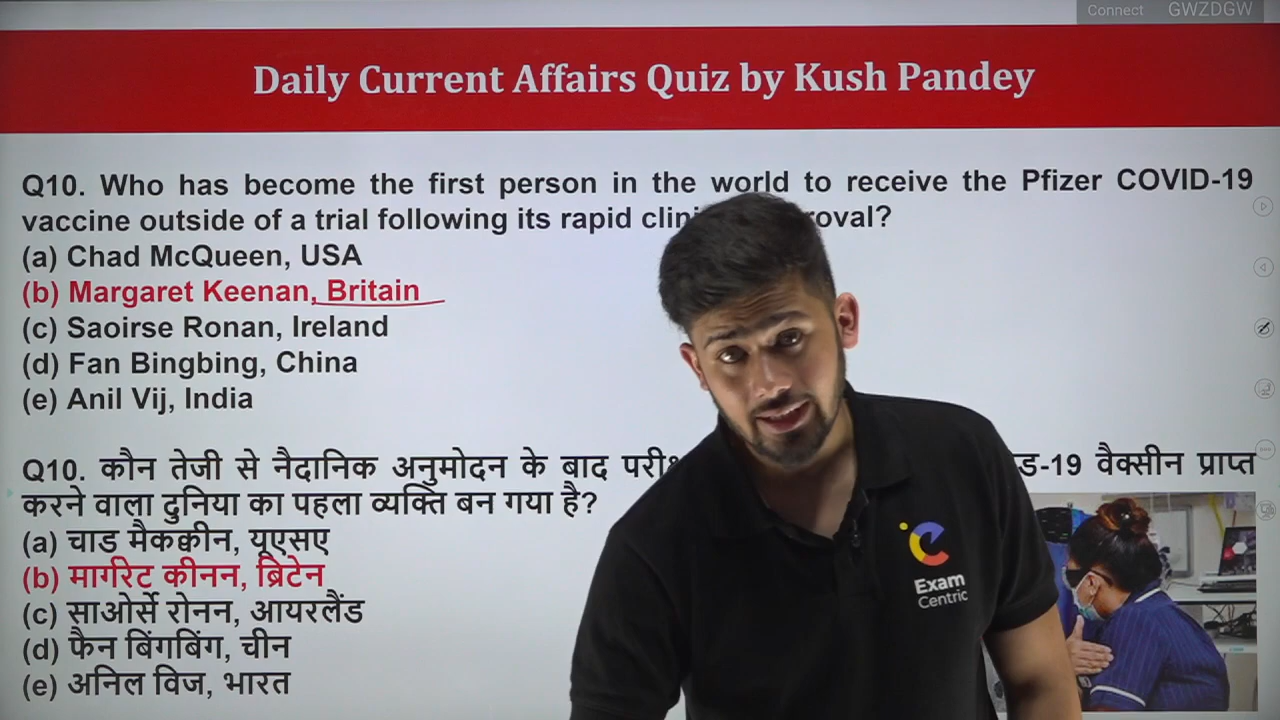 Connect GWZDGW
Daily Current Affairs Quiz by Kush Pandey
Q10. Who has become the first person in the world to receive the Pfizer COVID-19
vaccine outside of a trial following its rapid
(a) Chad McQueen, USA
(b) Margaret Keenan, Britain
(c) Saoirse Ronan, Ireland
(d) Fan Bingbing, China
(e) Anil Vij, India
Q10. कौन तेजी से नैदानिक अनुमोदन के बाद -19 वैक्सीन प्राप्त
करने वाला दुनिया का पहला व्यक्ति बन गया है?
(a) चाड मैकक्वीन, यूएसए
(b) मार्गरेट कीनन, ब्रिटेन
(c) साओर्से रोनन, आयरलैंड
(d) फैन बिंगबिंग, चीन
(e) अनिल विज, भारत
Exam
Centric